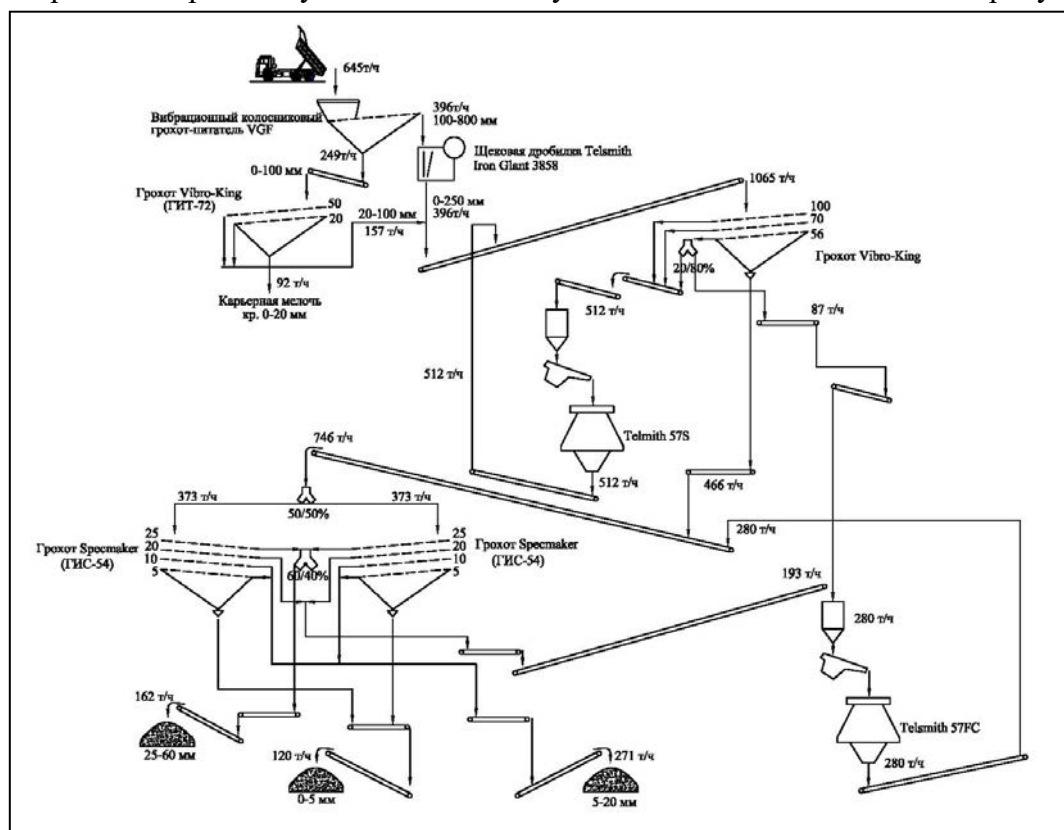 645т/ч
396т/ч
100-800 мм
Вибрационный колосниковый
грохот-питатель VGF
249т/ч
Щековая дробилка Telsmith
Iron Glant 3858
0-100 мм
Грохот Vibro-King
(ГИТ-72)
50
20
20-100 мм
157 т/ч
0-250 мм
396т/ч
92 т/ч
Карьерная мелочь
кр. 0-20 мм
1065 т/ч
100
70
56
Грохот Vibro-King
20/80%
512 т/ч
87 т/ч
512 т/ч
Telmith 57S
512 т/ч
466 т/ч
746 т/ч
373 т/ч
373 т/ч
50/50%
280 т/ч
Грохот Specmaker
(ГИС-54)
25
20
10
5
60/40%
25
20
10
5
Грохот Specmaker
(ГИС-54)
193 т/ч
280 т/ч
Telsmith 57FC
280 т/ч
162 т/ч
25-60 мм
120 т/ч
0-5 мм
271 т/ч
5-20 мм